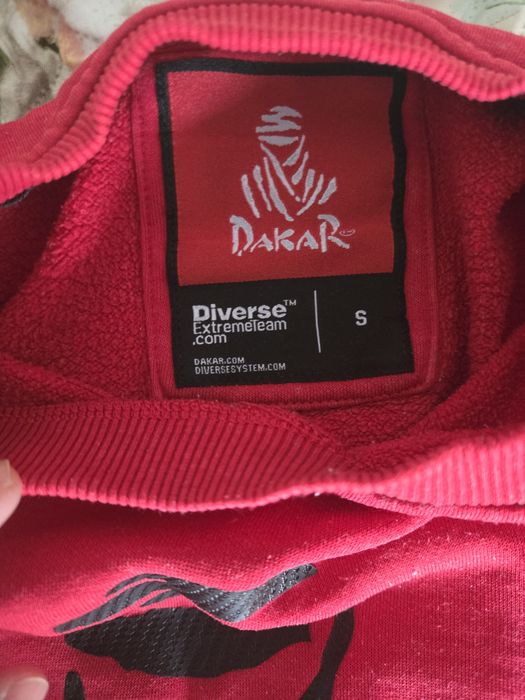 DAKAR
Diverse™
ExtremeTeam
.com
S
DAKAR.COM
DIVERSESYSTEM.COM